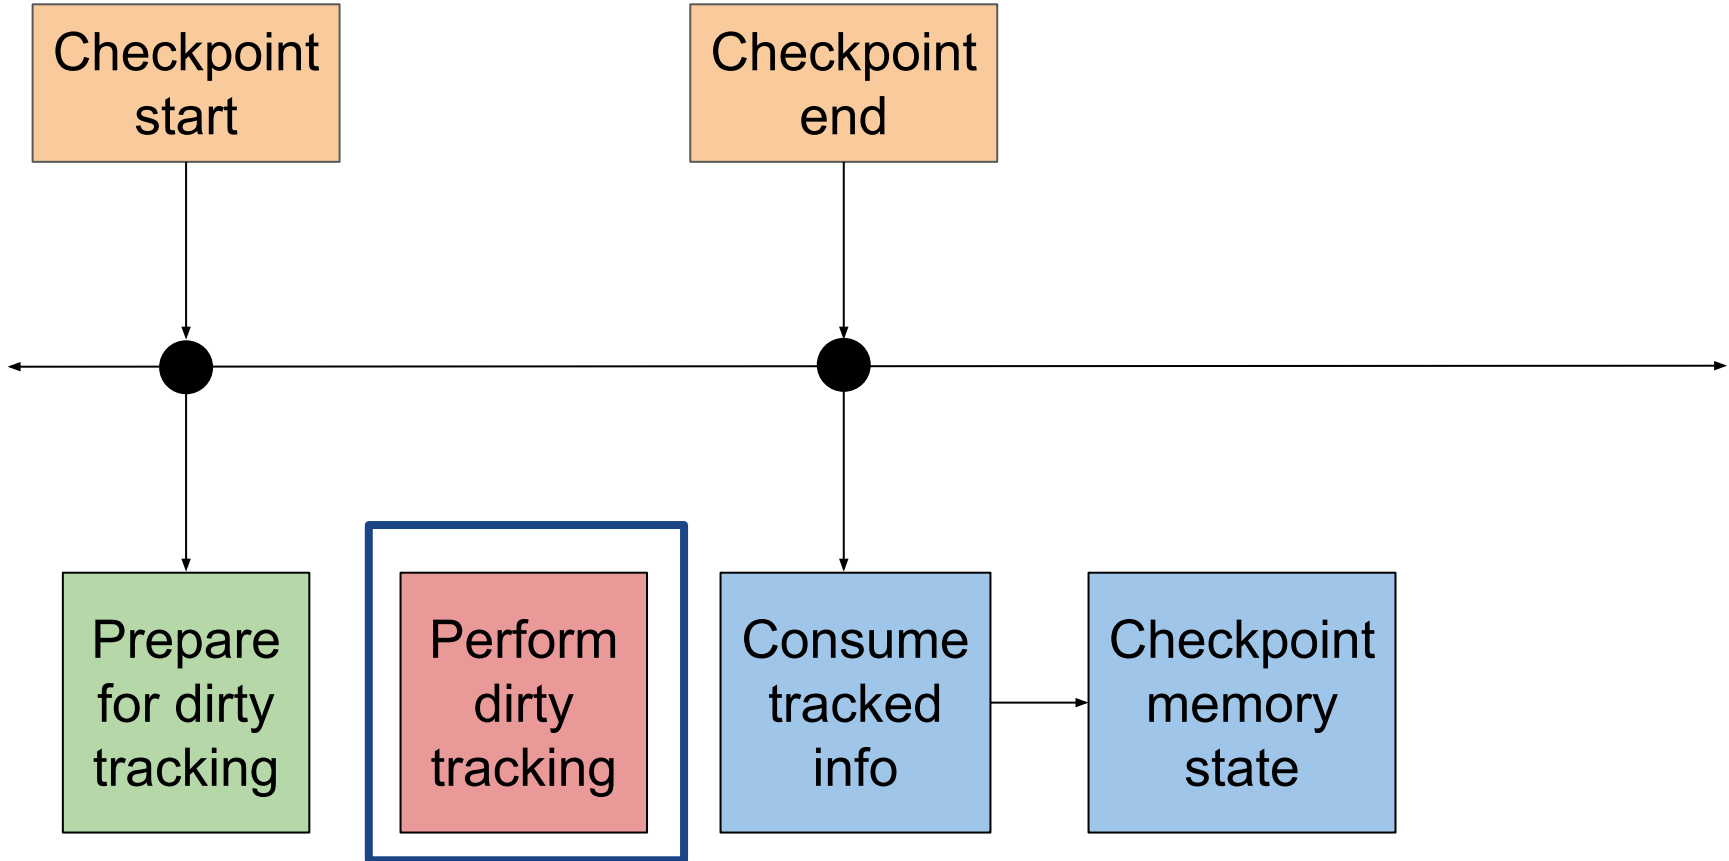 Checkpoint
start
Checkpoint
end
Prepare
for dirty
tracking
Perform
dirty
tracking
Consume
tracked
info
Checkpoint
memory
state